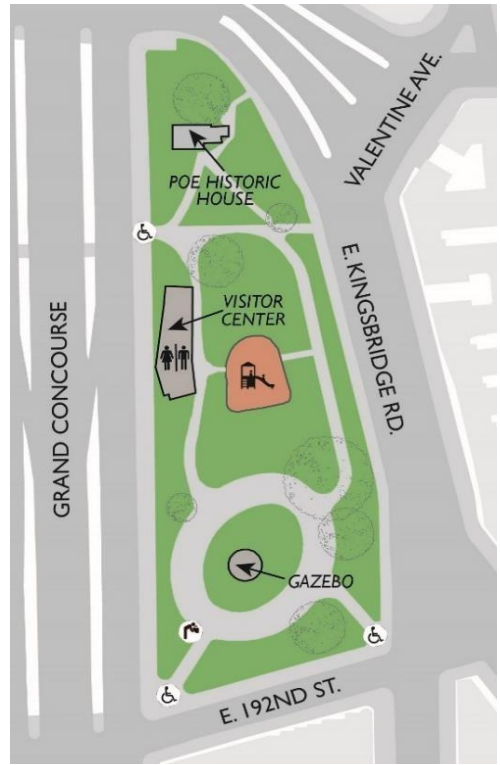 VALENTINE AVE.
POE HISTORIC
HOUSE
E. KINGSBRIDGE RD.
VISITOR
CENTER
GRAND CONCOURSE
GAZEBO
E. 192ND ST.